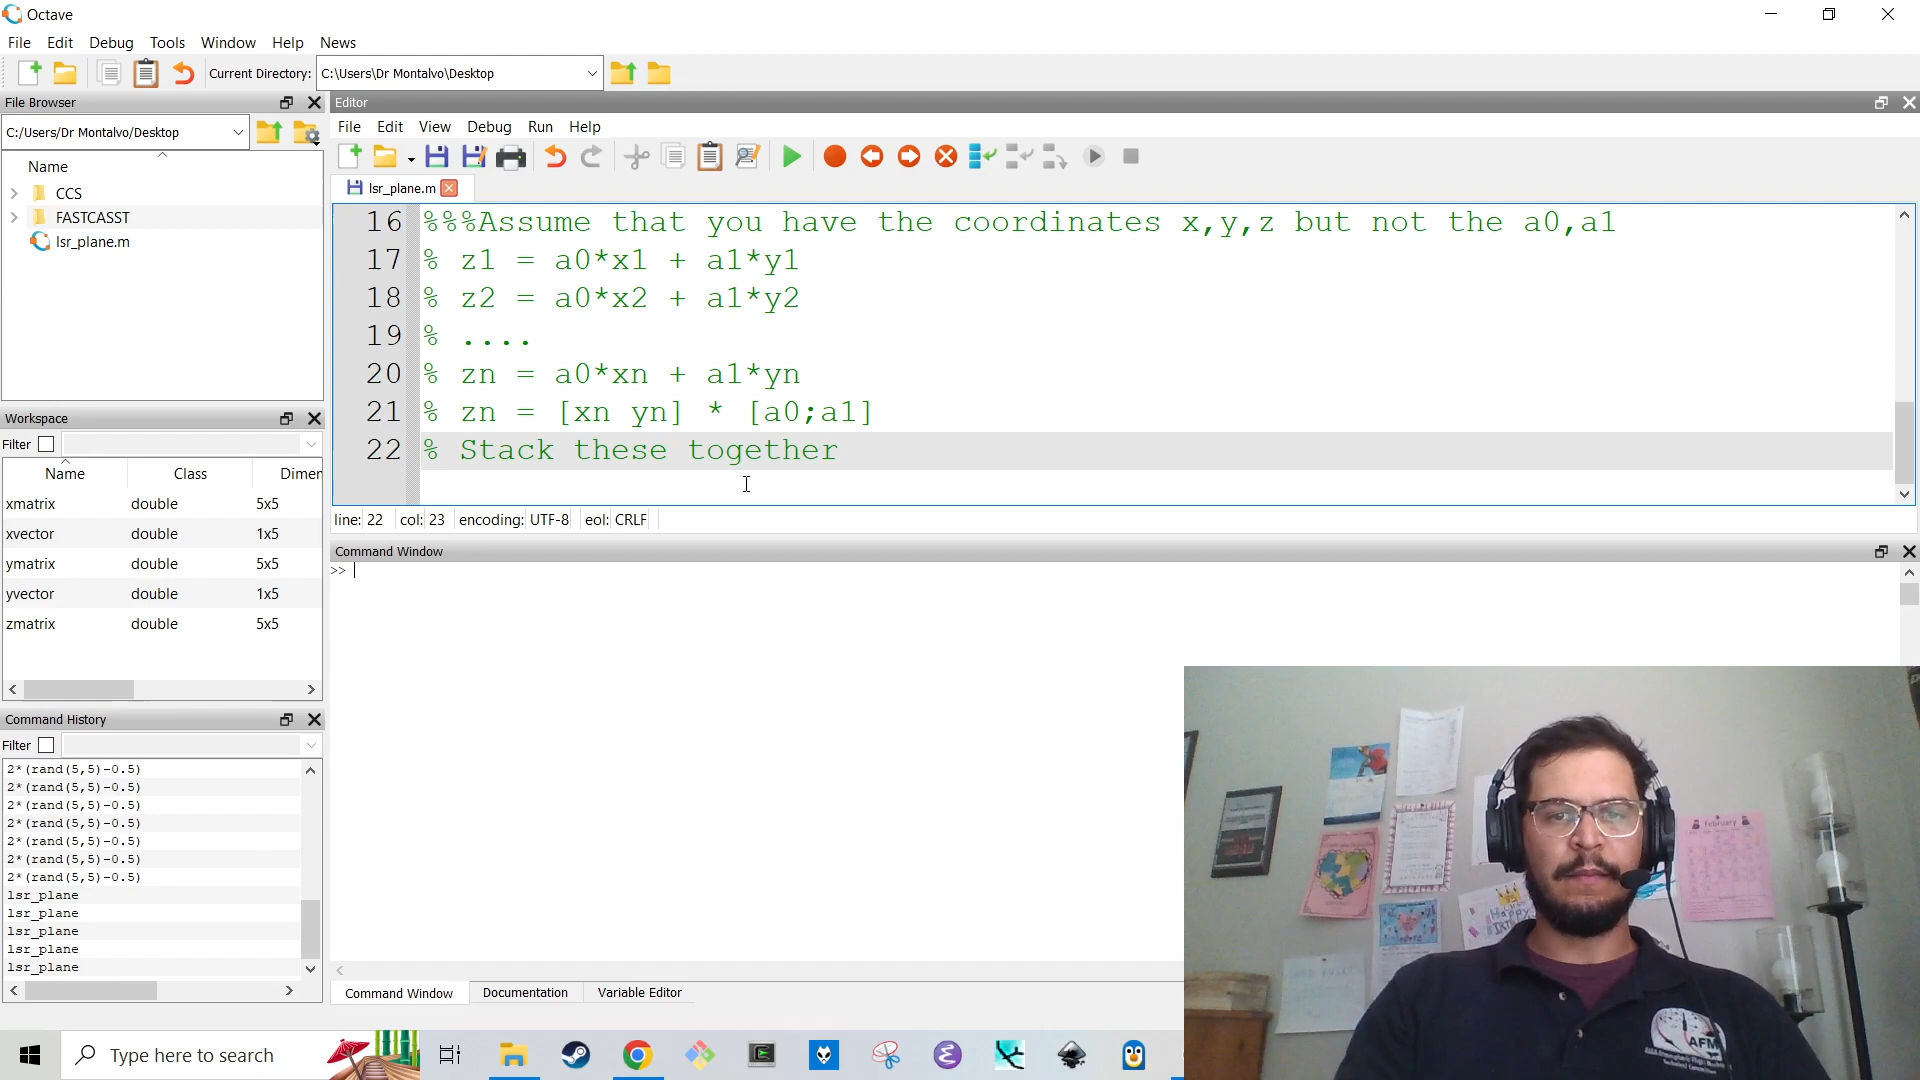 Octave
File Edit Debug Tools Window Help News
Current Directory: C:\Users\Dr Montalvo\Desktop
File Browser
C:/Users/Dr Montalvo/Desktop
Name
CCS
FASTCASST
lsr_plane.m
Workspace
Filter
Name Class Dimen
xmatrix double 5x5
xvector double 1x5
ymatrix double 5x5
yvector double 1x5
zmatrix double 5x5
Command History
Filter
2*(rand(5,5)-0.5)
2*(rand(5,5)-0.5)
2*(rand(5,5)-0.5)
2*(rand(5,5)-0.5)
2*(rand(5,5)-0.5)
2*(rand(5,5)-0.5)
2*(rand(5,5)-0.5)
lsr_plane
lsr_plane
lsr_plane
lsr_plane
lsr_plane
Editor
File Edit View Debug Run Help
lsr_plane.m
16 %%%Assume that you have the coordinates x,y,z but not the a0,a1
17 % z1 = a0*x1 + a1*y1
18 % z2 = a0*x2 + a1*y2
19 % ....
20 % zn = a0*xn + a1*yn
21 % zn = [xn yn] * [a0;a1]
22 % Stack these together
line: 22 col: 23 encoding: UTF-8 eol: CRLF
Command Window
>>
Command Window Documentation Variable Editor
Type here to search
February
Happy
AFM